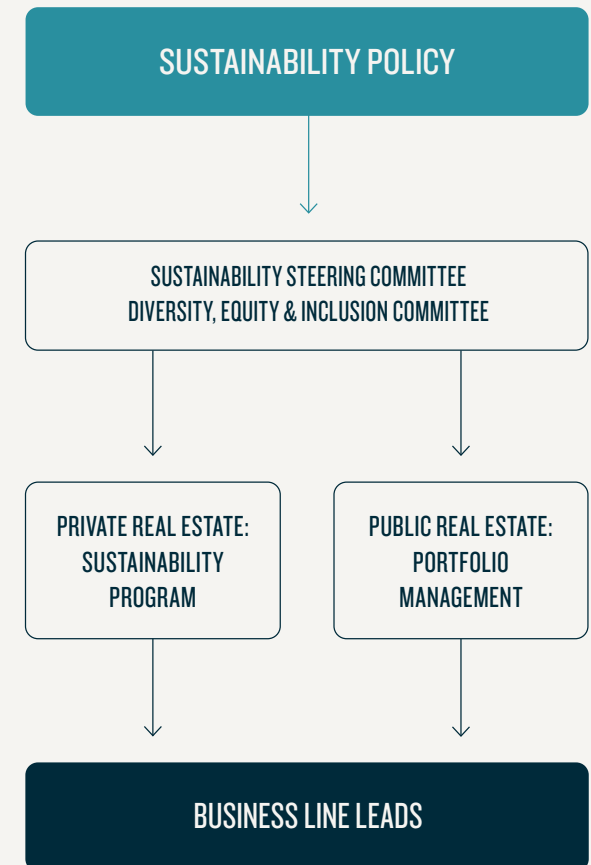 SUSTAINABILITY POLICY
SUSTAINABILITY STEERING COMMITTEE
DIVERSITY, EQUITY & INCLUSION COMMITTEE
PRIVATE REAL ESTATE:
SUSTAINABILITY
PROGRAM
PUBLIC REAL ESTATE:
PORTFOLIO
MANAGEMENT
BUSINESS LINE LEADS